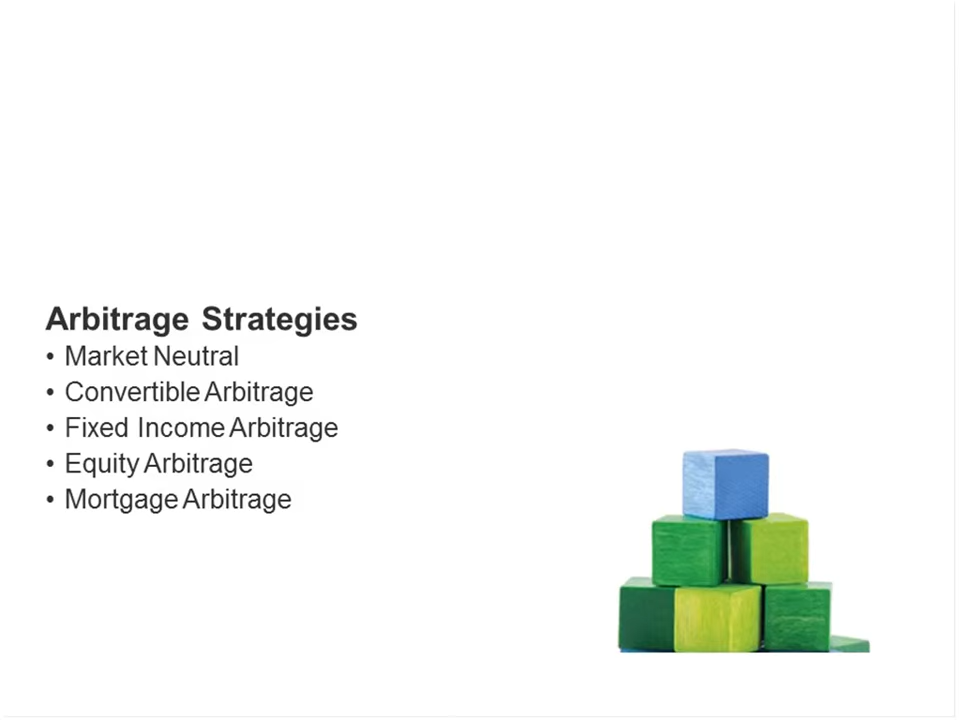 Arbitrage Strategies
• Market Neutral
• Convertible Arbitrage
• Fixed Income Arbitrage
• Equity Arbitrage
• Mortgage Arbitrage